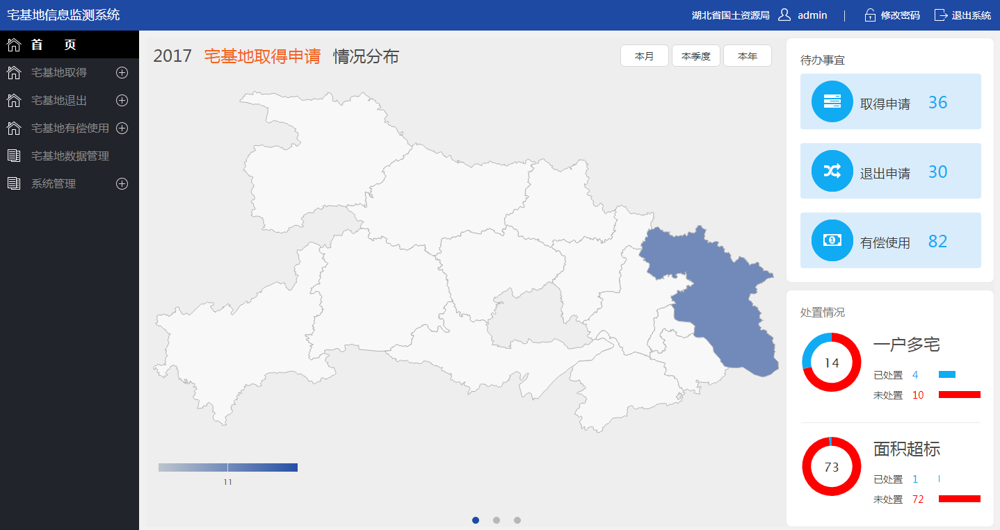 宅基地信息监测系统
湖北省国土资源局 admin | 修改密码 退出系统
首 页
宅基地取得
宅基地退出
宅基地有偿使用
宅基地数据管理
系统管理
2017 宅基地取得申请 情况分布
本月 本季度 本年
11
待办事宜
取得申请 36
退出申请 30
1 有偿使用 82
处置情况
14
一户多宅
已处置 4
未处置 10
73
面积超标
已处置 1
未处置 72